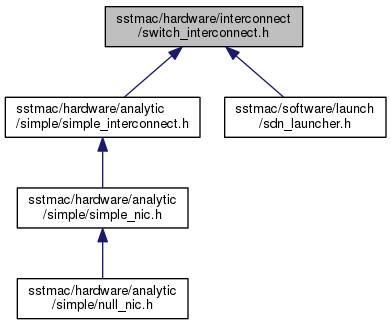 sstmac/hardware/interconnect
/switch_interconnect.h
sstmac/hardware/analytic
/simple/simple_interconnect.h
sstmac/software/launch
/sdn_launcher.h
sstmac/hardware/analytic
/simple/simple_nic.h
sstmac/hardware/analytic
/simple/null_nic.h